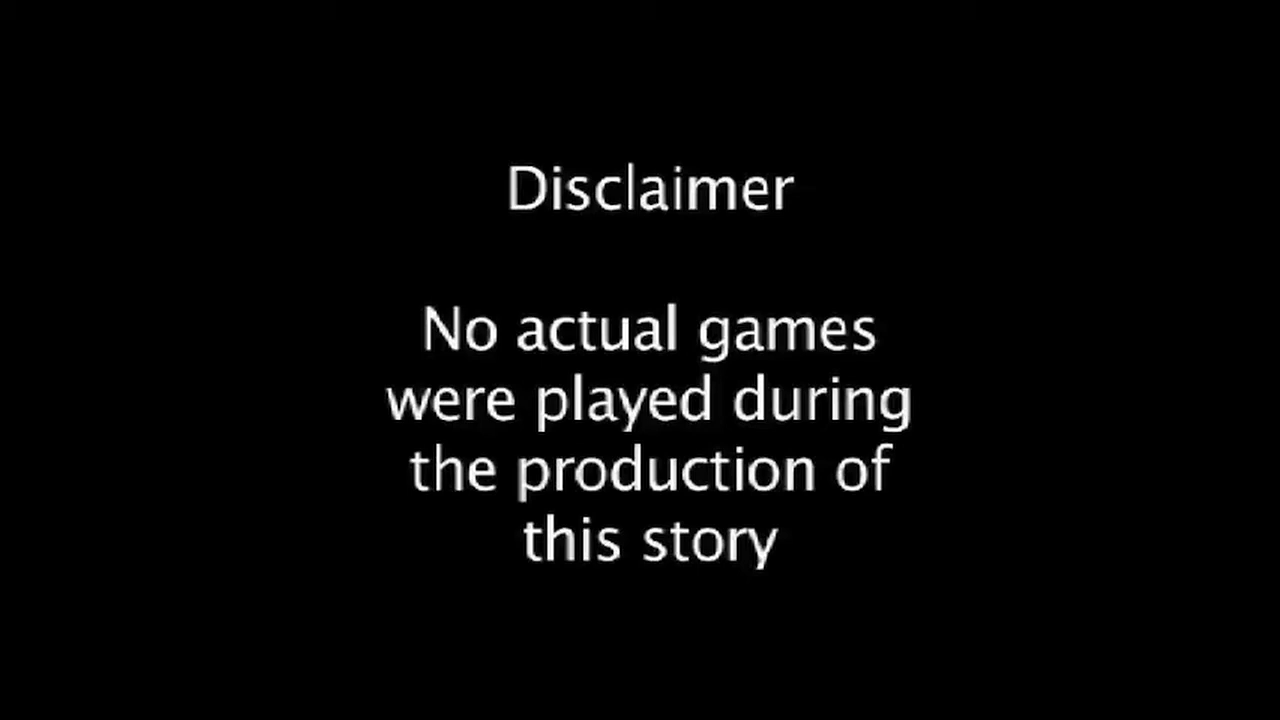 Disclaimer
No actual games
were played during
the production of
this story